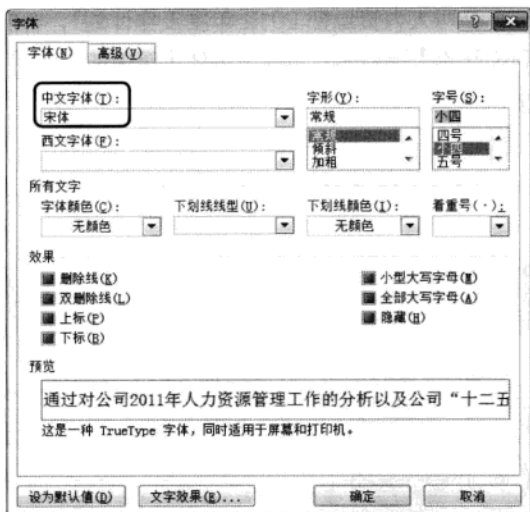 字体
字体(N) 高级(V)
中文字体(T): 字形(Y): 字号(S):
宋体 常规 小四
常规 四号
西文字体(F): 倾斜 小四
加粗 五号
所有文字
字体颜色(C): 下划线线型(U): 下划线颜色(I): 着重号(·):
无颜色 无颜色
效果
删除线(K) 小型大写字母(M)
双删除线(L) 全部大写字母(A)
上标(P) 隐藏(H)
下标(B)
预览
通过对公司2011年人力资源管理工作的分析以及公司“十二五
这是一种 TrueType 字体，同时适用于屏幕和打印机。
设为默认值(D) 文字效果(E)... 确定 取消